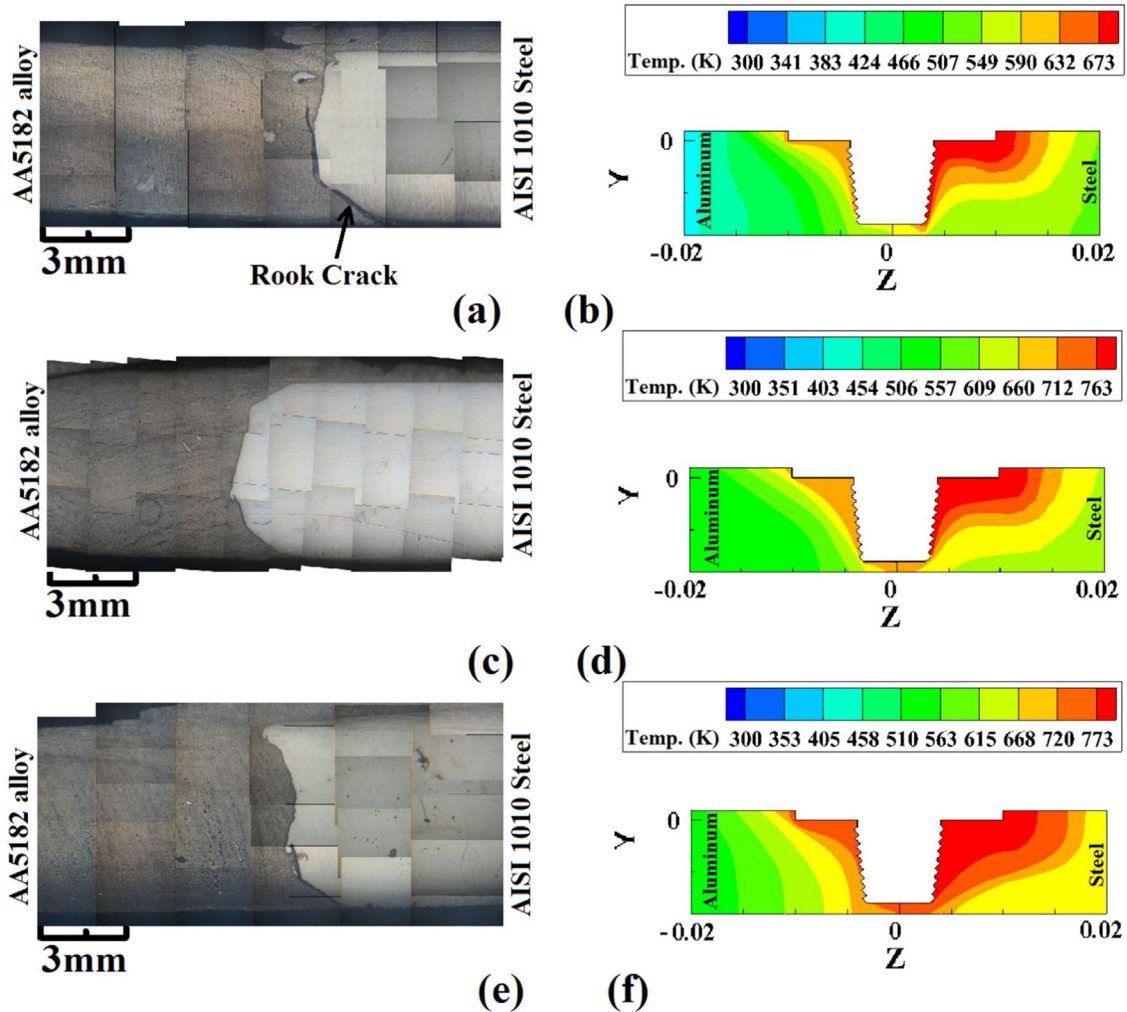 AA5182 alloy
AISI 1010 Steel
3mm
Rook Crack
(a)
Temp. (K) 300 341 383 424 466 507 549 590 632 673
Y
0
Aluminum
Steel
-0.02 0 0.02
Z
(b)
AA5182 alloy
AISI 1010 Steel
3mm
(c)
Temp. (K) 300 351 403 454 506 557 609 660 712 763
Y
0
Aluminum
Steel
-0.02 0 0.02
Z
(d)
AA5182 alloy
AISI 1010 Steel
3mm
(e)
Temp. (K) 300 353 405 458 510 563 615 668 720 773
Y
0
Aluminum
Steel
-0.02 0 0.02
Z
(f)